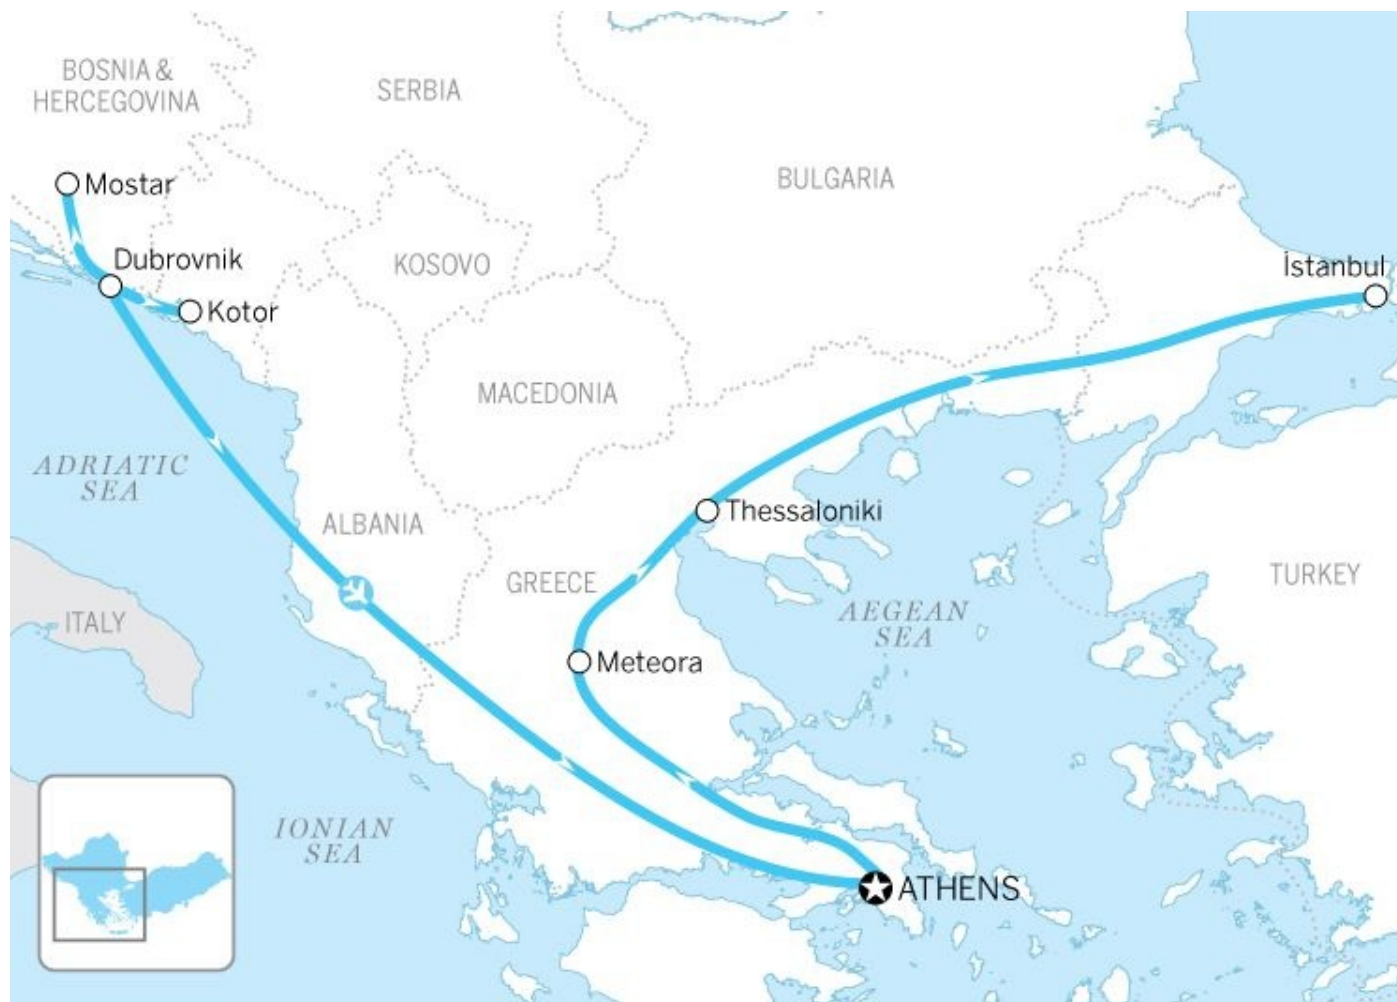 BOSNIA &
HERCEGOVINA
SERBIA
BULGARIA
Mostar
Dubrovnik
KOSOVO
İstanbul
Kotor
MACEDONIA
ADRIATIC
SEA
ALBANIA
Thessaloniki
GREECE
TURKEY
AEGEAN
SEA
ITALY
Meteora
IONIAN
SEA
ATHENS